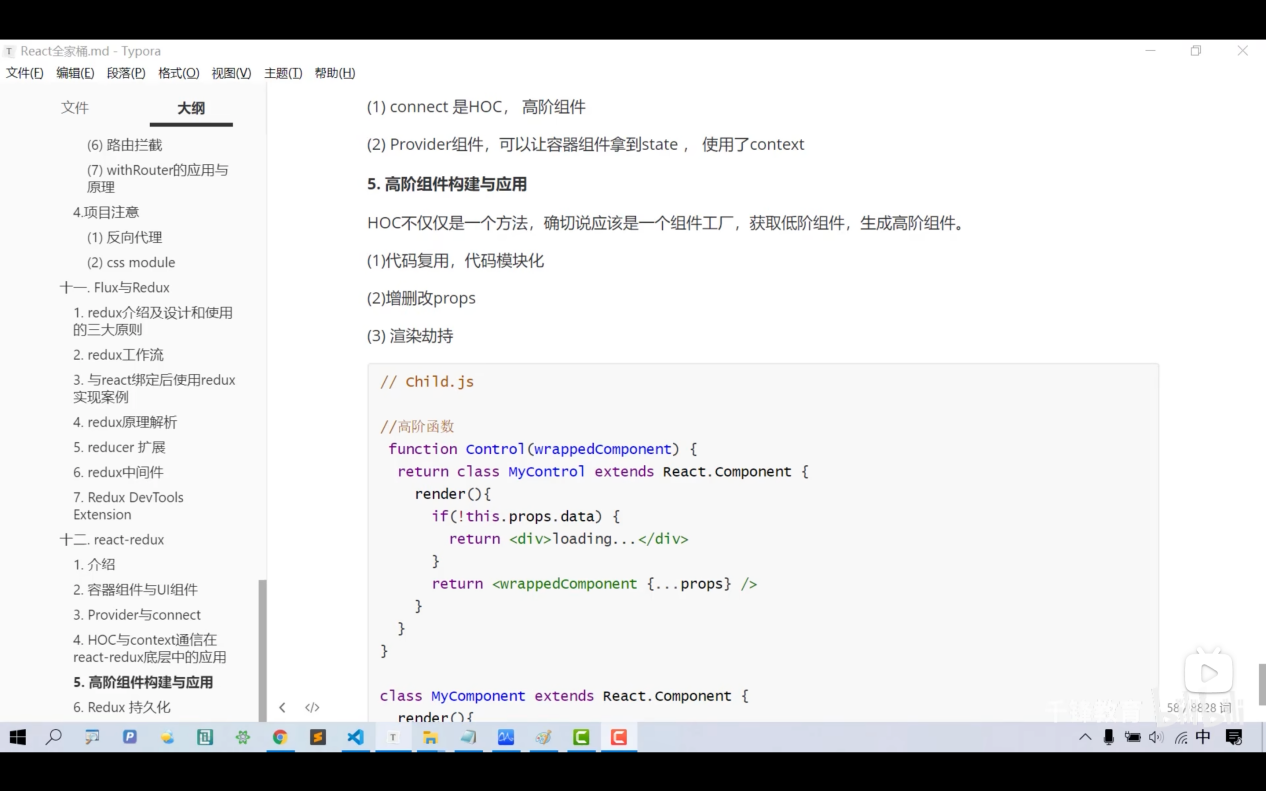 React全家桶.md - Typora
文件(F) 编辑(E) 段落(P) 格式(O) 视图(V) 主题(T) 帮助(H)
文件 大纲
(6) 路由拦截
(7) withRouter的应用与
原理
4.项目注意
(1) 反向代理
(2) css module
十一. Flux与Redux
1. redux介绍及设计和使用
的三大原则
2. redux工作流
3. 与react绑定后使用redux
实现案例
4. redux原理解析
5. reducer 扩展
6. redux中间件
7. Redux DevTools
Extension
十二. react-redux
1. 介绍
2. 容器组件与UI组件
3. Provider与connect
4. HOC与context通信在
react-redux底层中的应用
5. 高阶组件构建与应用
6. Redux 持久化
(1) connect 是HOC， 高阶组件
(2) Provider组件，可以让容器组件拿到state ， 使用了context
5. 高阶组件构建与应用
HOC不仅仅是一个方法，确切说应该是一个组件工厂，获取低阶组件，生成高阶组件。
(1)代码复用，代码模块化
(2)增删改props
(3) 渲染劫持
// Child.js
//高阶函数
function Control(wrappedComponent) {
return class MyControl extends React.Component {
render(){
if(!this.props.data) {
return <div>loading...</div>
}
return <wrappedComponent {...props} />
}
}
}
class MyComponent extends React.Component {
render(){
58 / 8828 词
千锋教育 bilibili
中